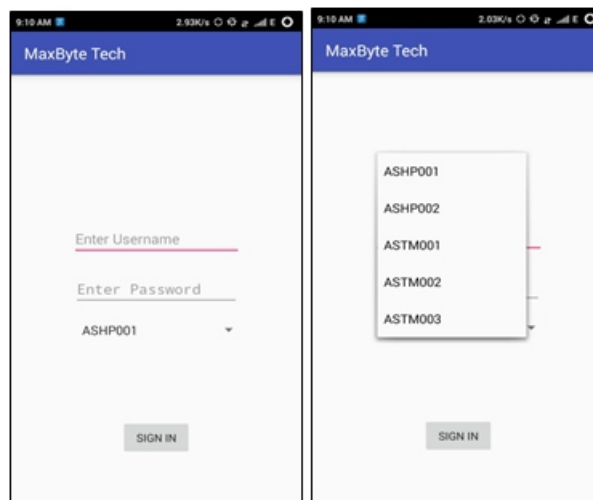 9:10 AM 2.93K/s E
MaxByte Tech
Enter Username
Enter Password
ASHP001
SIGN IN
9:10 AM 2.03K/s E
MaxByte Tech
ASHP001
ASHP002
ASTM001
ASTM002
ASTM003
SIGN IN